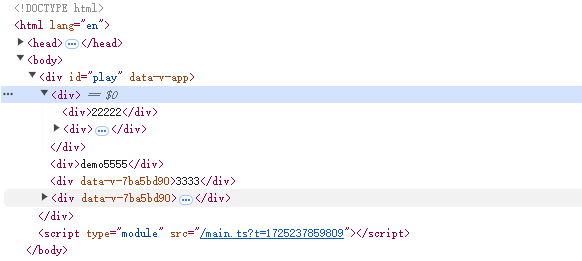 <!DOCTYPE html>
<html lang="en">
<head> ••• </head>
<body>
<div id="play" data-v-app>
••• <div> == $0
<div>22222</div>
<div> ••• </div>
</div>
<div>demo5555</div>
<div data-v-7ba5bd90>3333</div>
<div data-v-7ba5bd90> ••• </div>
</div>
<script type="module" src="/main.ts?t=1725237859809"></script>
</body>